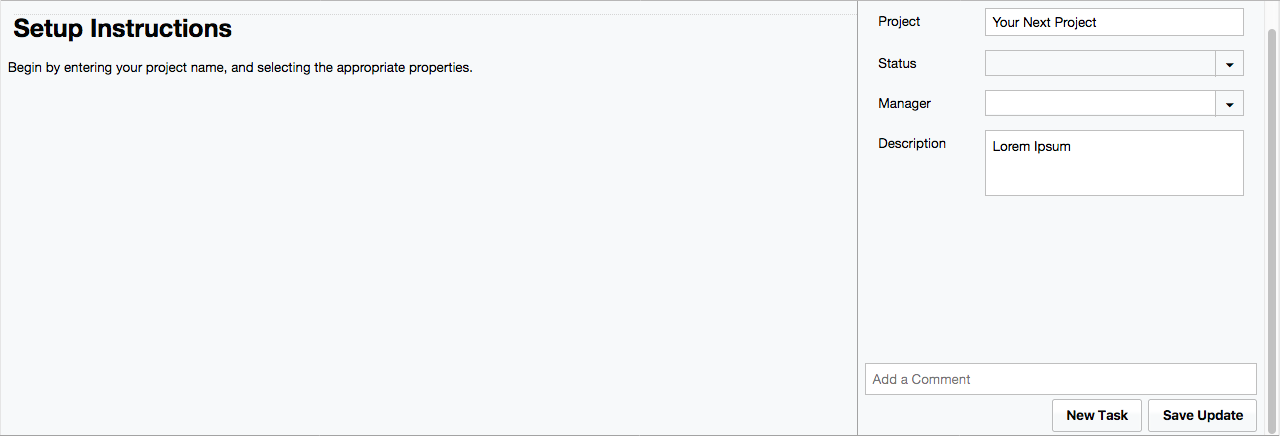 Setup Instructions
Begin by entering your project name, and selecting the appropriate properties.
Project Your Next Project
Status
Manager
Description Lorem Ipsum
Add a Comment
New Task Save Update